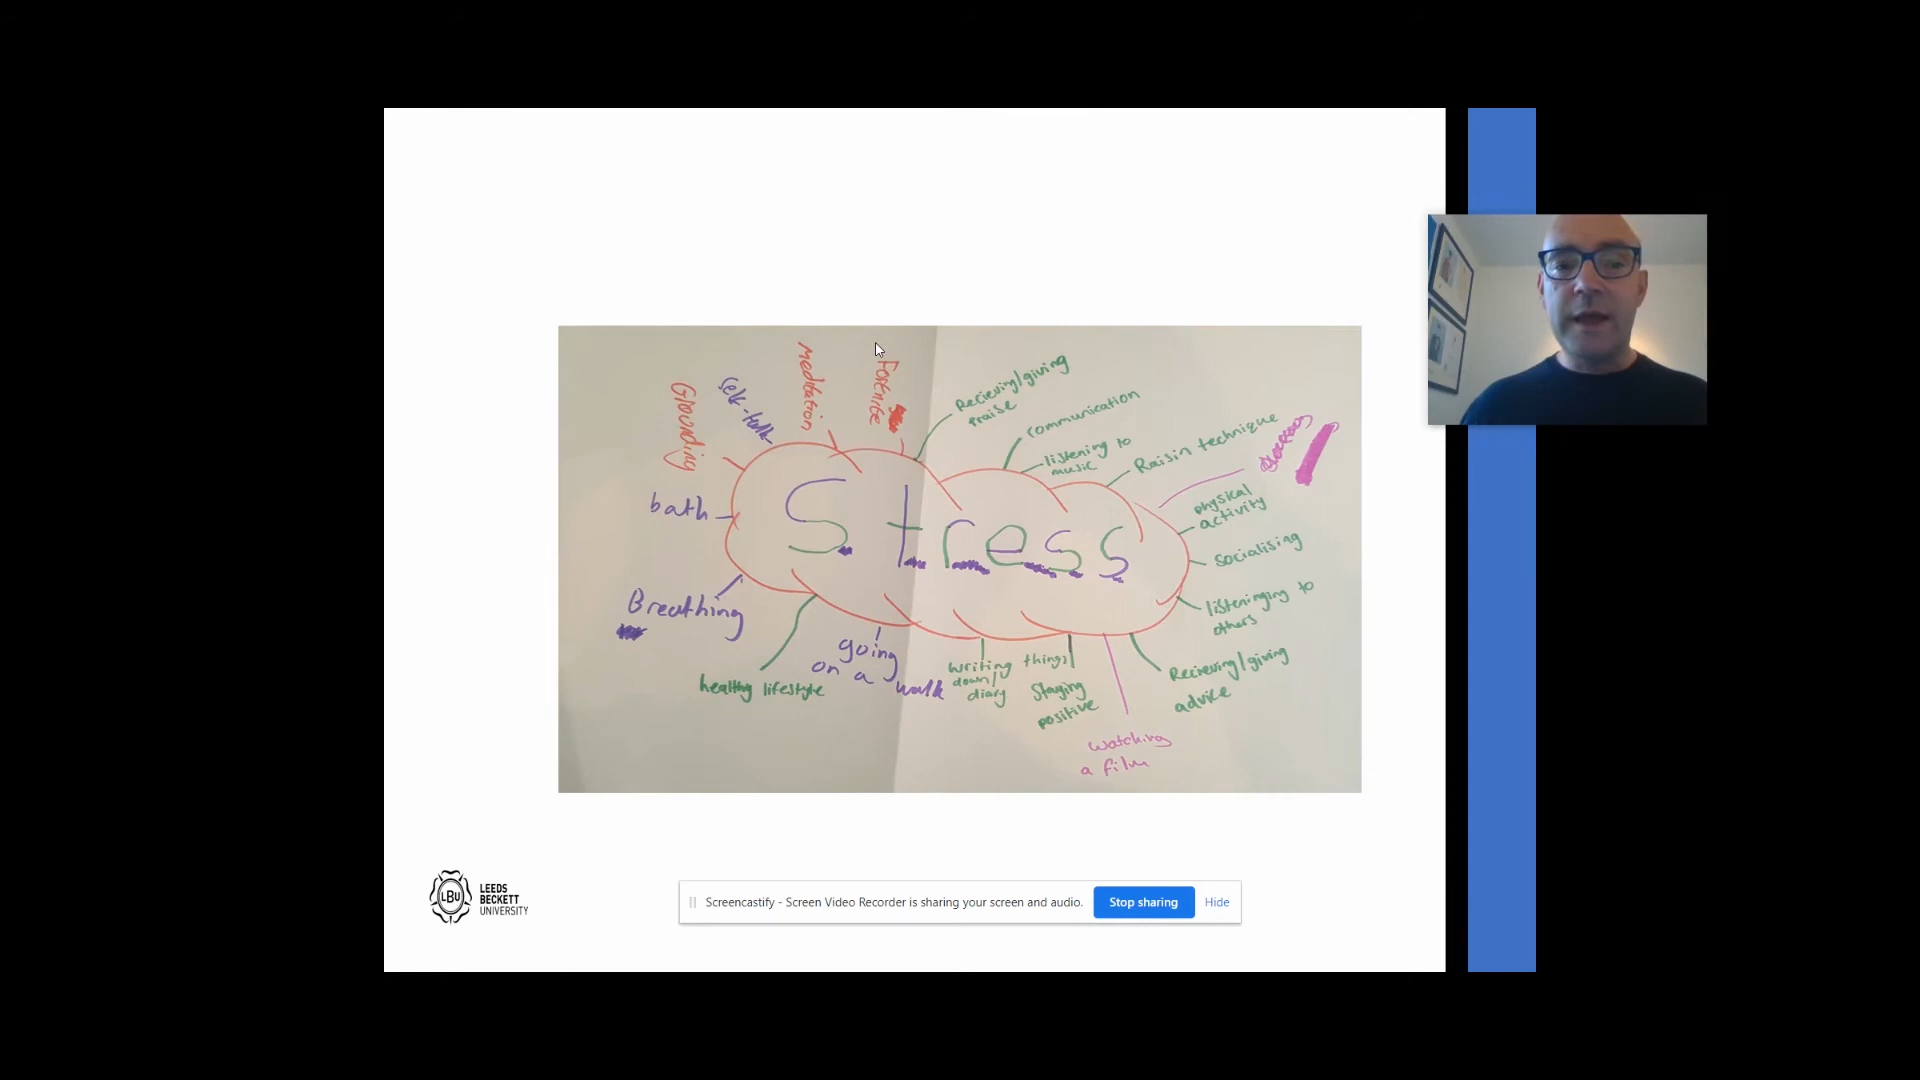 Grounding
Self-talk
Meditation
Fortnite
Recieving/giving
praise
communication
listening to
music
Raisin technique
physical
activity
socialising
listeninging to
others
Recieving/giving
advice
watching
a film
Staying
positive
writing things
down/
diary
going
on a walk
healthy lifestyle
Breathing
bath
Stress
LBU
LEEDS
BECKETT
UNIVERSITY
Screencastify - Screen Video Recorder is sharing your screen and audio.
Stop sharing
Hide